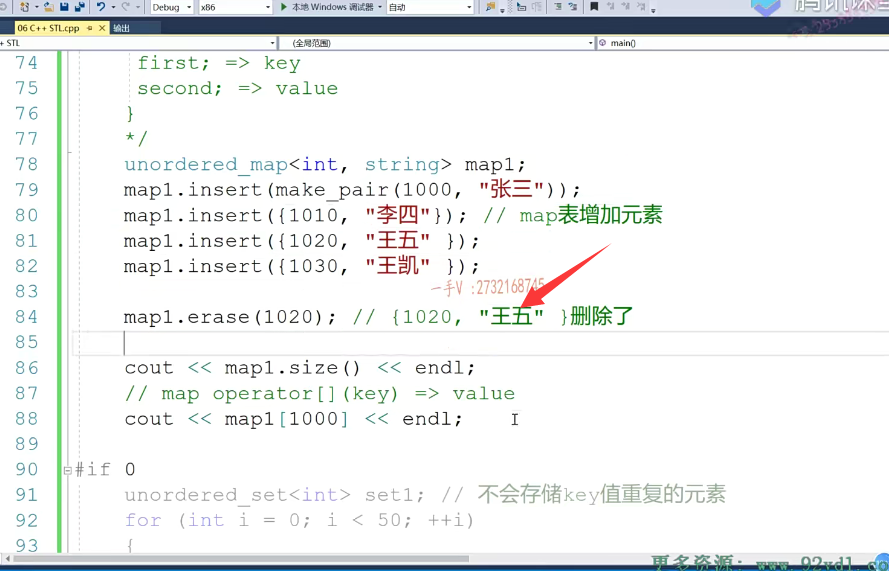 Debug x86 本地 Windows 调试器 自动
06 C++ STL.cpp 输出
STL (全局范围) main()
74 first; => key
75 second; => value
76 }
77 */
78 unordered_map<int, string> map1;
79 map1.insert(make_pair(1000, "张三"));
80 map1.insert({1010, "李四"}); // map表增加元素
81 map1.insert({1020, "王五" });
82 map1.insert({1030, "王凯" });
83
一手V :2732168745
84 map1.erase(1020); // {1020, "王五" }删除了
85
86 cout << map1.size() << endl;
87 // map operator[](key) => value
88 cout << map1[1000] << endl;
89
90 #if 0
91 unordered_set<int> set1; // 不会存储key值重复的元素
92 for (int i = 0; i < 50; ++i)
93 {
更多资源: